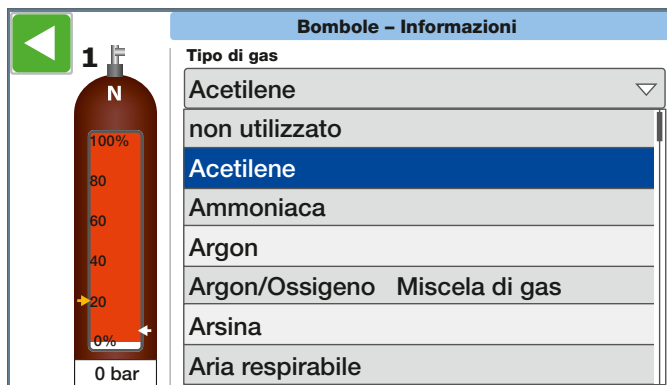 Bombole – Informazioni
1
Tipo di gas
N
Acetilene
non utilizzato
100%
Acetilene
80
Ammoniaca
60
Argon
40
Argon/Ossigeno Miscela di gas
20
Arsina
0%
Aria respirabile
0 bar